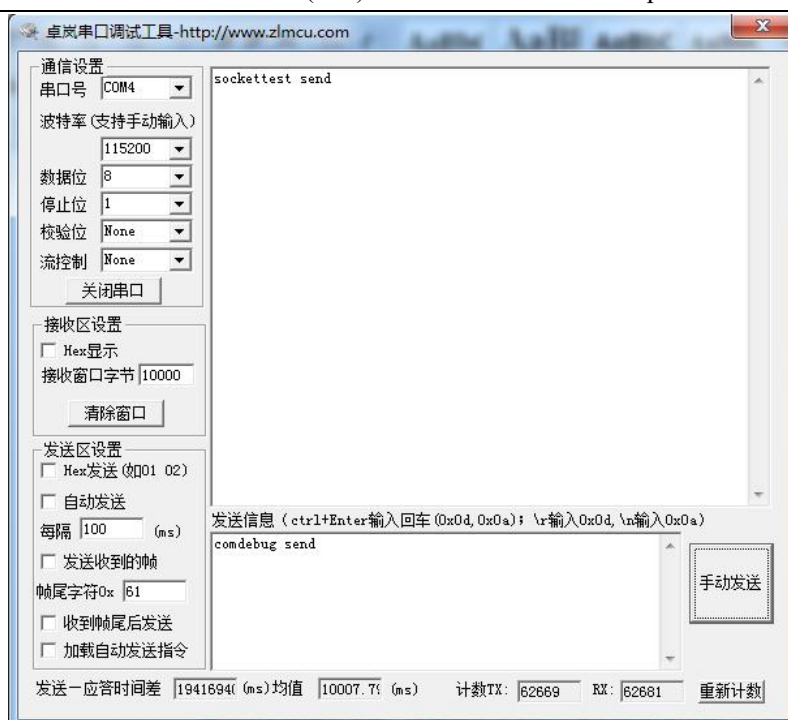 卓岚串口调试工具-http://www.zlmcu.com
通信设置
串口号 COM4
波特率(支持手动输入)
115200
数据位 8
停止位 1
校验位 None
流控制 None
关闭串口
接收区设置
Hex显示
接收窗口字节 10000
清除窗口
发送区设置
Hex发送(如01 02)
自动发送
每隔 100 (ms)
发送收到的帧
帧尾字符0x 61
收到帧尾后发送
加载自动发送指令
sockettest send
发送信息(ctrl+Enter输入回车(0x0d,0x0a); \r输入0x0d,\n输入0x0a)
comdebug send
手动发送
发送一应答时间差 (ms)均值 (ms) 计数TX: 62669 RX: 62681 重新计数